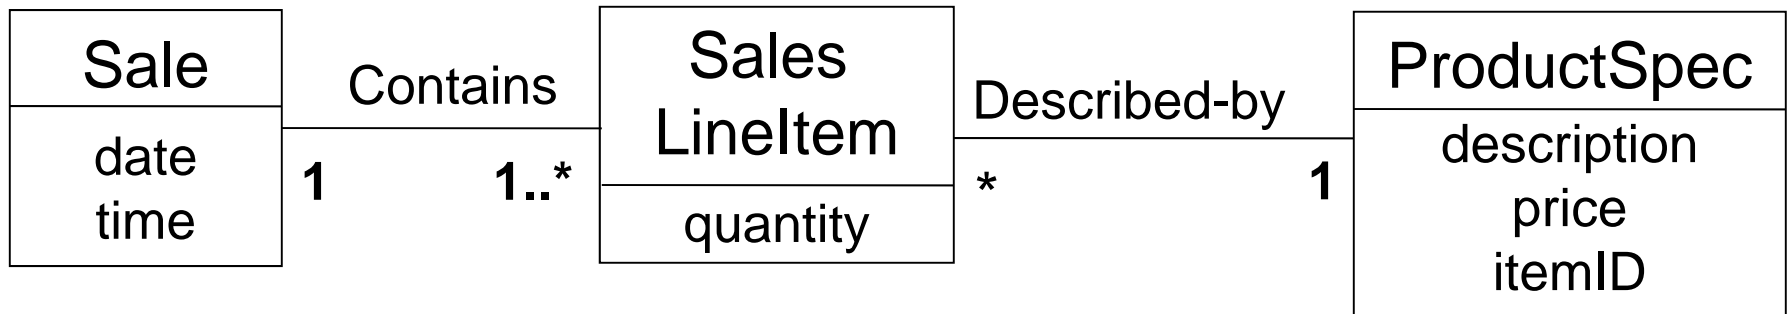 Sale
date
time
Contains
1
1..*
Sales
LineItem
quantity
Described-by
*
1
ProductSpec
description
price
itemID